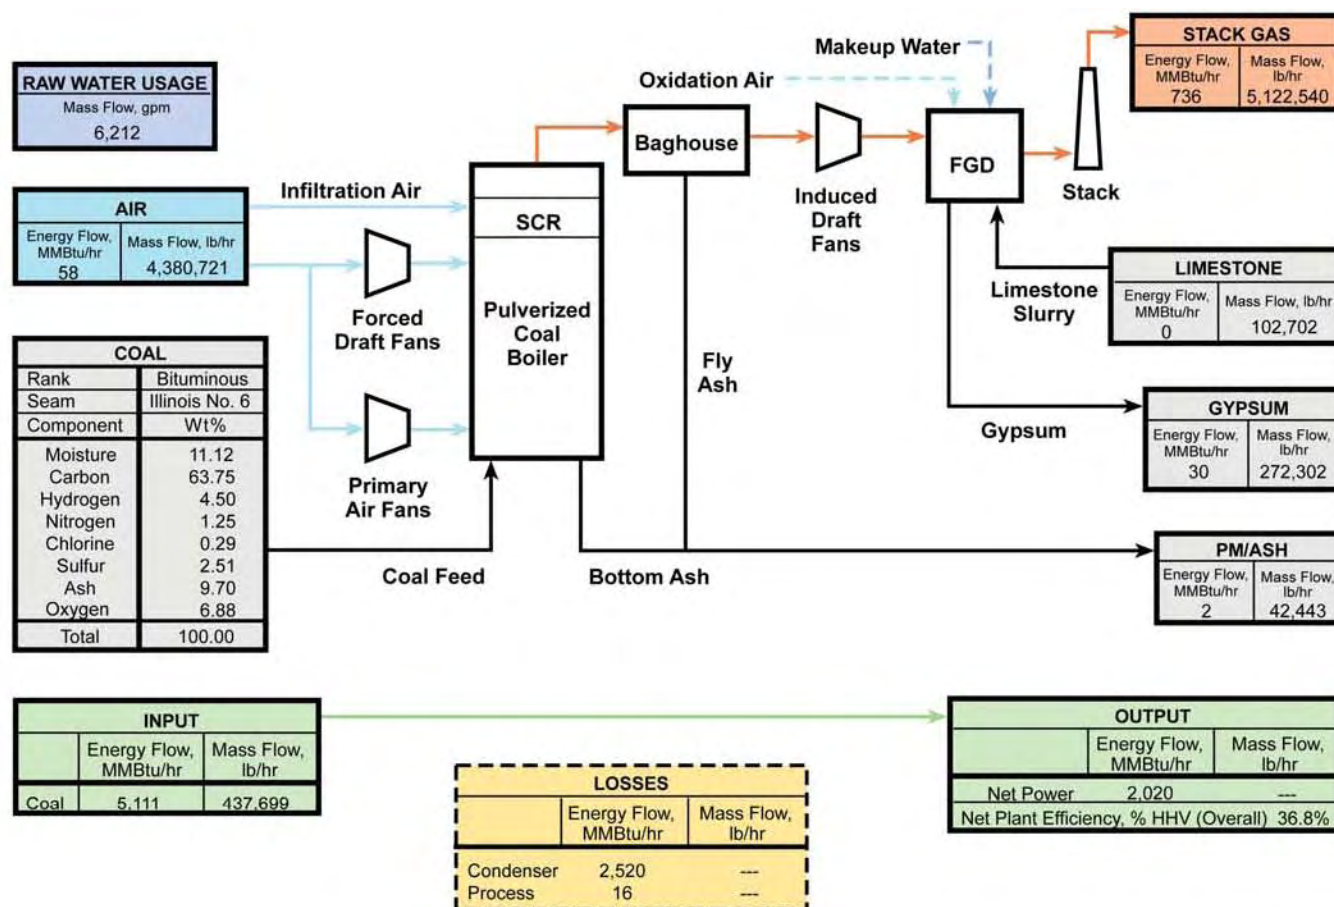 Makeup Water
Oxidation Air
STACK GAS
Energy Flow, MMBtu/hr
Mass Flow, lb/hr
736
5,122,540
RAW WATER USAGE
Mass Flow, gpm
6,212
Baghouse
FGD
Induced
Draft
Fans
Stack
AIR
Energy Flow,
MMBtu/hr
Mass Flow, lb/hr
58
4,380,721
Infiltration Air
SCR
Pulverized
Coal
Boiler
Forced
Draft Fans
Primary
Air Fans
Limestone
Slurry
LIMESTONE
Energy Flow,
MMBtu/hr
Mass Flow, lb/hr
0
102,702
COAL
Rank Bituminous
Seam Illinois No. 6
Component Wt%
Moisture 11.12
Carbon 63.75
Hydrogen 4.50
Nitrogen 1.25
Chlorine 0.29
Sulfur 2.51
Ash 9.70
Oxygen 6.88
Total 100.00
Fly
Ash
Gypsum
GYPSUM
Energy Flow,
MMBtu/hr
Mass Flow,
lb/hr
30
272,302
Coal Feed
Bottom Ash
PM/ASH
Energy Flow,
MMBtu/hr
Mass Flow,
lb/hr
2
42,443
INPUT
Energy Flow,
MMBtu/hr
Mass Flow,
lb/hr
Coal 5,111 437,699
LOSSES
Energy Flow,
MMBtu/hr
Mass Flow,
lb/hr
Condenser 2,520 ---
Process 16 ---
OUTPUT
Energy Flow,
MMBtu/hr
Mass Flow,
lb/hr
Net Power 2,020 ---
Net Plant Efficiency, % HHV (Overall) 36.8%